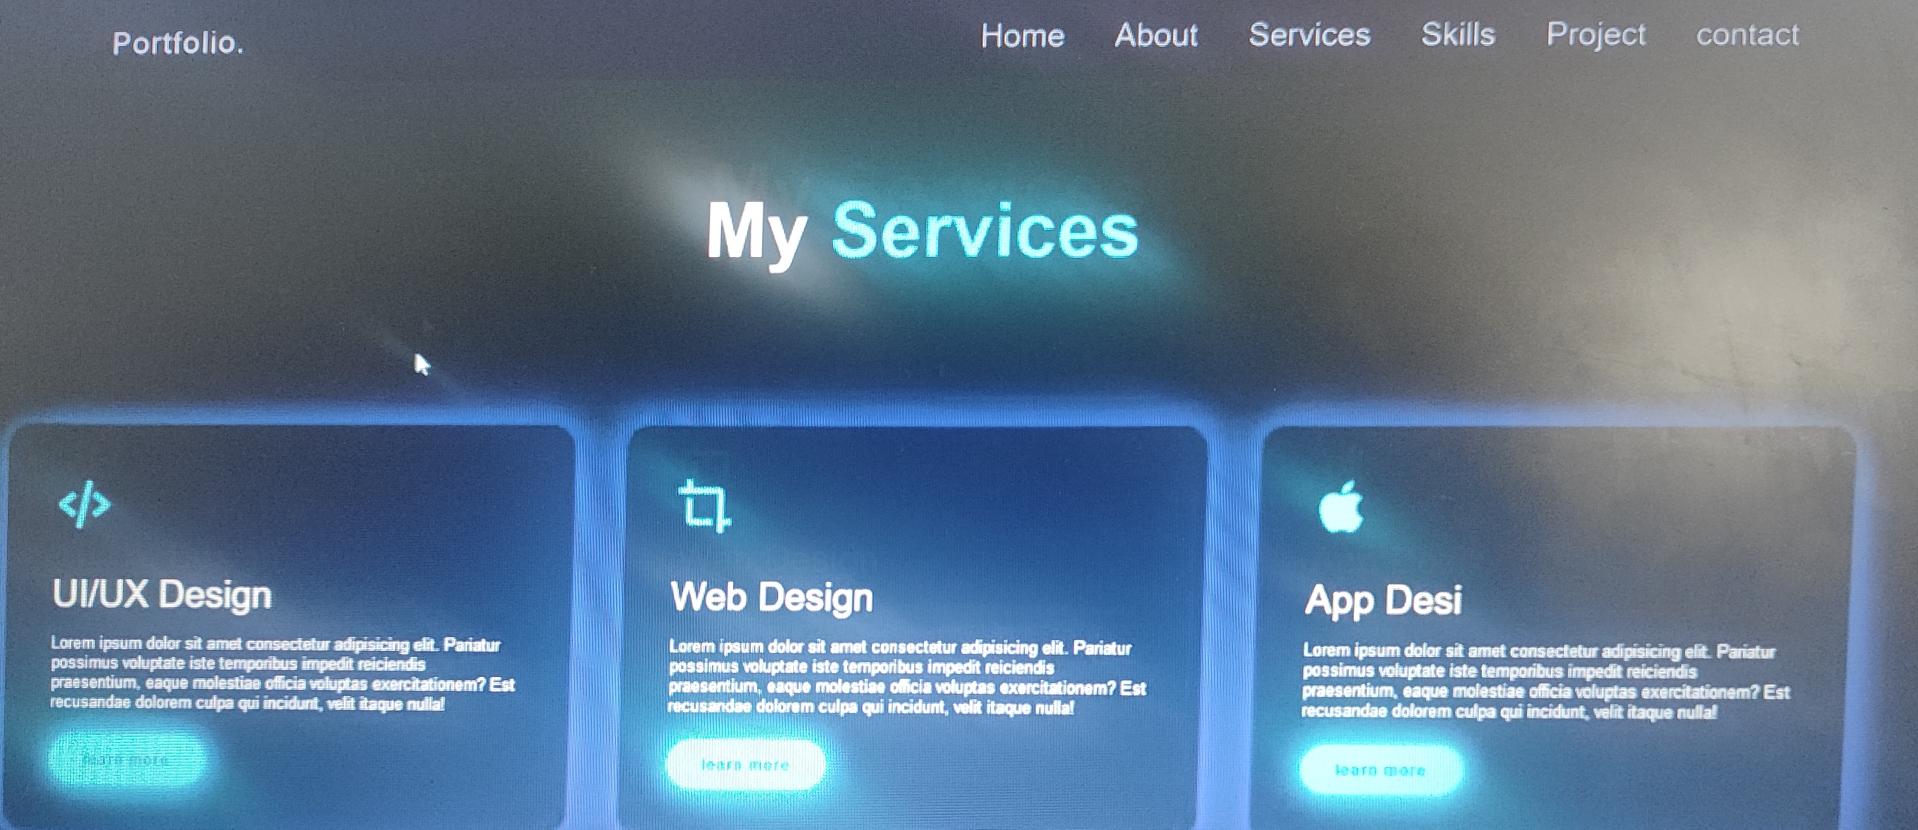 Portfolio.
Home About Services Skills Project contact
My Services
UI/UX Design
Lorem ipsum dolor sit amet consectetur adipisicing elit. Pariatur
possimus voluptate iste temporibus impedit reiciendis
praesentium, eaque molestiae officia voluptas exercitationem? Est
recusandae dolorem culpa qui incidunt, velit itaque nulla!
learn more
Web Design
Lorem ipsum dolor sit amet consectetur adipisicing elit. Pariatur
possimus voluptate iste temporibus impedit reiciendis
praesentium, eaque molestiae officia voluptas exercitationem? Est
recusandae dolorem culpa qui incidunt, velit itaque nulla!
learn more
App Desi
Lorem ipsum dolor sit amet consectetur adipisicing elit. Pariatur
possimus voluptate iste temporibus impedit reiciendis
praesentium, eaque molestiae officia voluptas exercitationem? Est
recusandae dolorem culpa qui incidunt, velit itaque nulla!
learn more